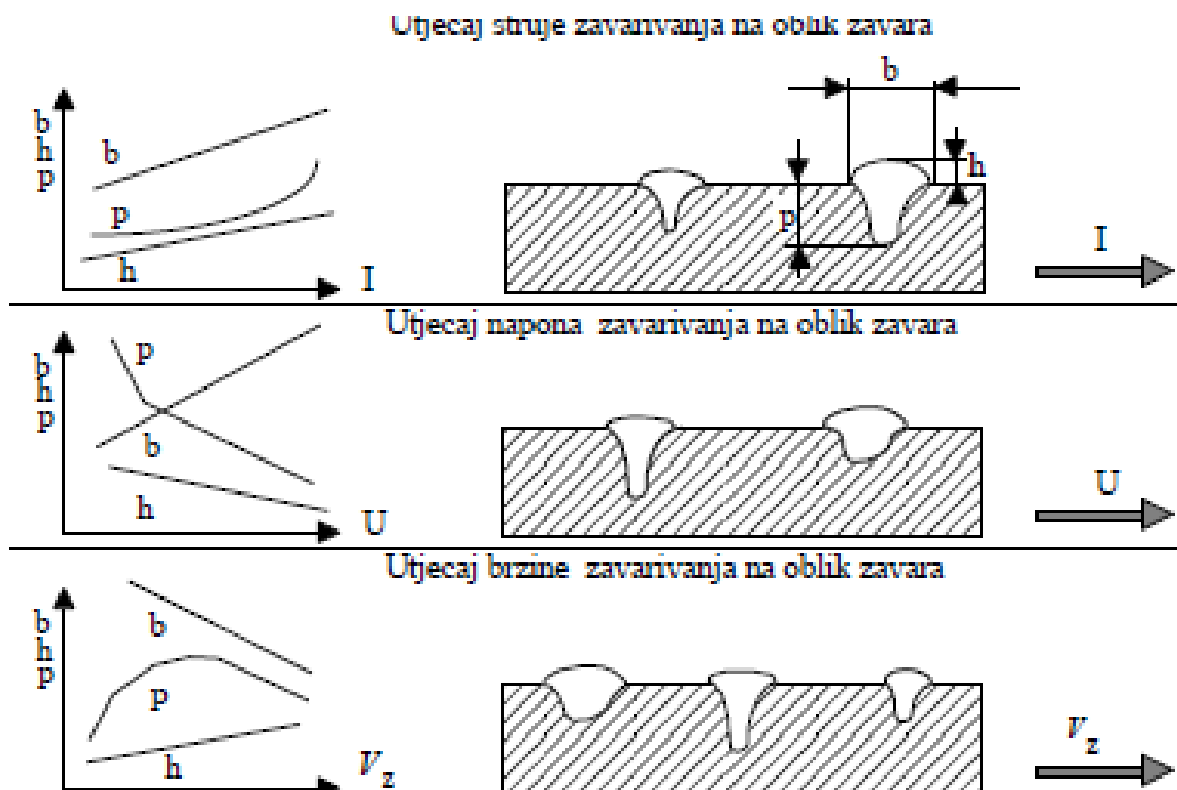 Utjecaj struje zavarivanja na oblik zavara
b
h
p
b
p
h
I
b
h
p
I
Utjecaj napona zavarivanja na oblik zavara
b
h
p
p
b
h
U
U
Utjecaj brzine zavarivanja na oblik zavara
b
h
p
b
p
h
Vz
Vz